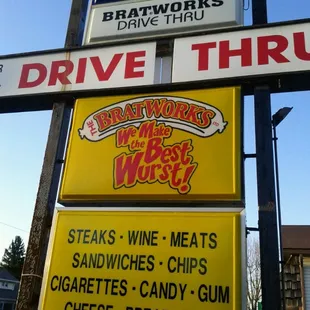 BRATWORKS
DRIVE THRU
DRIVE THRU
THE BRATWORKS
We Make
the Best
Wurst!
STEAKS · WINE · MEATS
SANDWICHES · CHIPS
CIGARETTES · CANDY · GUM
CHEESE